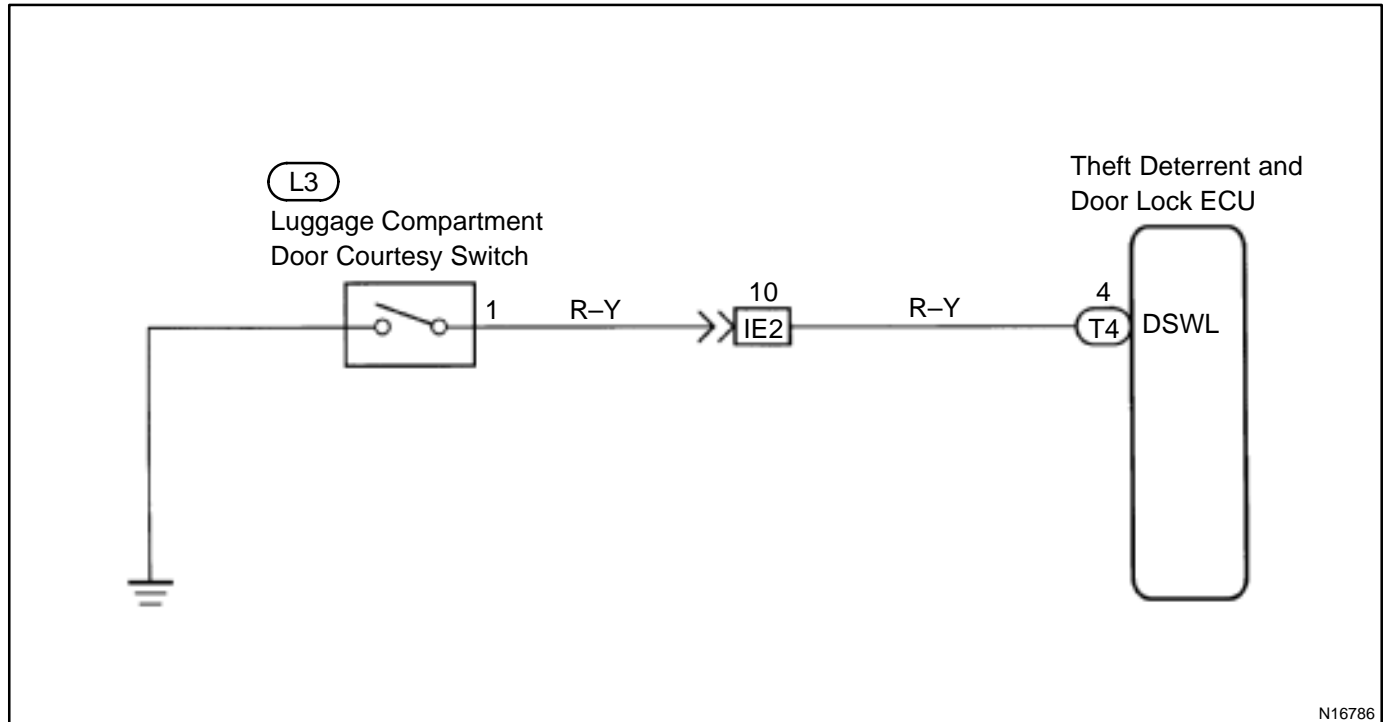 L3
Luggage Compartment
Door Courtesy Switch
1
R–Y
10
IE2
R–Y
Theft Deterrent and
Door Lock ECU
4
T4
DSWL
N16786